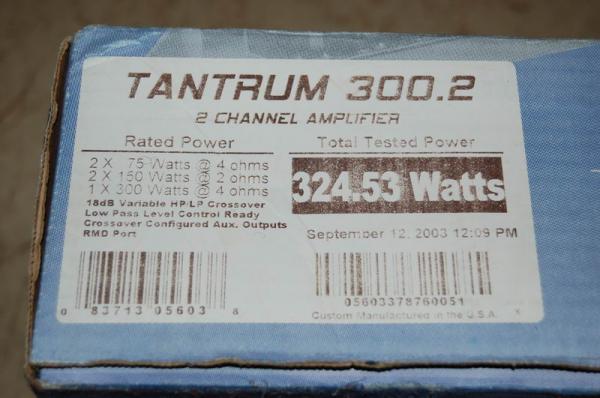 TANTRUM 300.2
2 CHANNEL AMPLIFIER
Rated Power
2 X 75 Watts @ 4 ohms
2 X 150 Watts @ 2 ohms
1 X 300 Watts @ 4 ohms
18dB Variable HP/LP Crossover
Low Pass Level Control Ready
Crossover Configured Aux. Outputs
RMD Port
Total Tested Power
324.53 Watts
September 12, 2003 12:09 PM
0 83713 05603 8
05603378760051
Custom Manufactured in the U.S.A. X